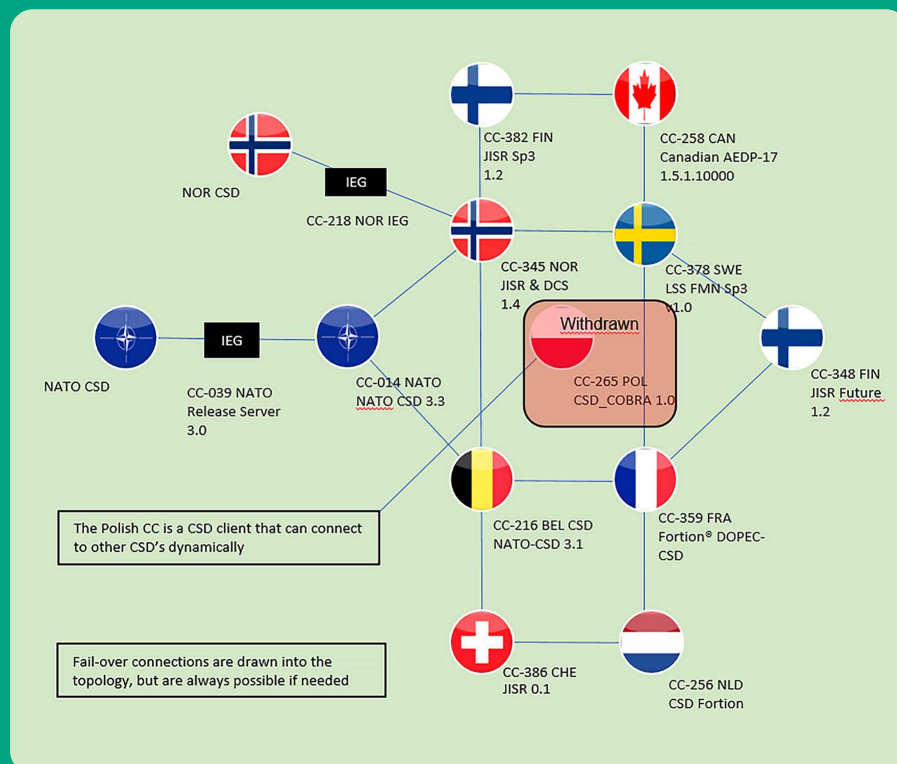 CC-382 FIN
JISR Sp3
1.2
CC-258 CAN
Canadian AEDP-17
1.5.1.10000
NOR CSD
IEG
CC-218 NOR IEG
CC-345 NOR
JISR & DCS
1.4
CC-378 SWE
LSS FMN Sp3
v1.0
NATO CSD
IEG
CC-039 NATO
Release Server
3.0
CC-014 NATO
NATO CSD 3.3
Withdrawn
CC-265 POL
CSD_COBRA 1.0
CC-348 FIN
JISR Future
1.2
The Polish CC is a CSD client that can connect
to other CSD's dynamically
CC-216 BEL CSD
NATO-CSD 3.1
CC-359 FRA
Fortion® DOPEC-
CSD
Fail-over connections are drawn into the
topology, but are always possible if needed
CC-386 CHE
JISR 0.1
CC-256 NLD
CSD Fortion